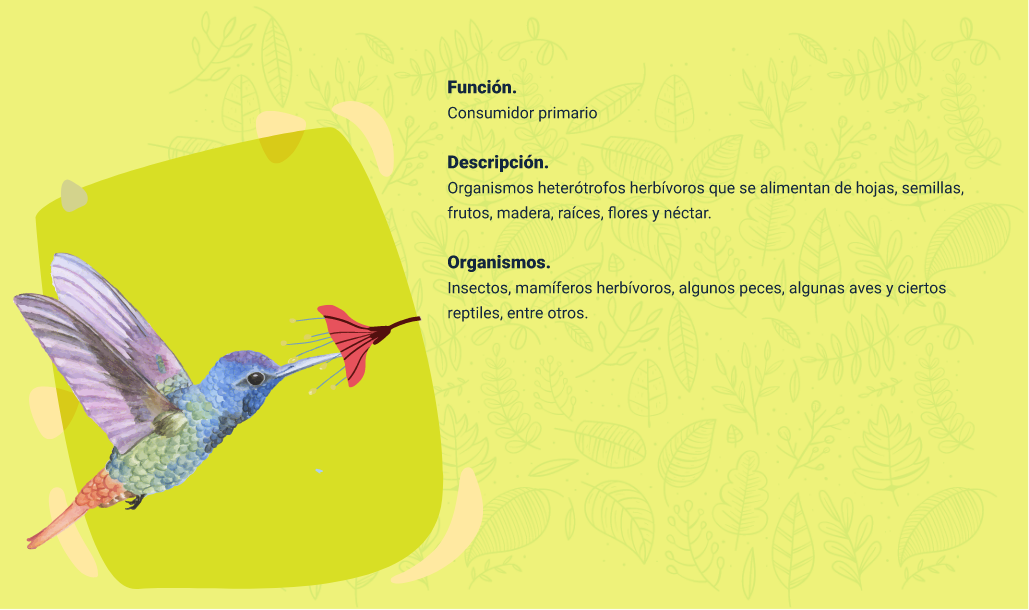 Función.
Consumidor primario
Descripción.
Organismos heterótrofos herbívoros que se alimentan de hojas, semillas,
frutos, madera, raíces, flores y néctar.
Organismos.
Insectos, mamíferos herbívoros, algunos peces, algunas aves y ciertos
reptiles, entre otros.